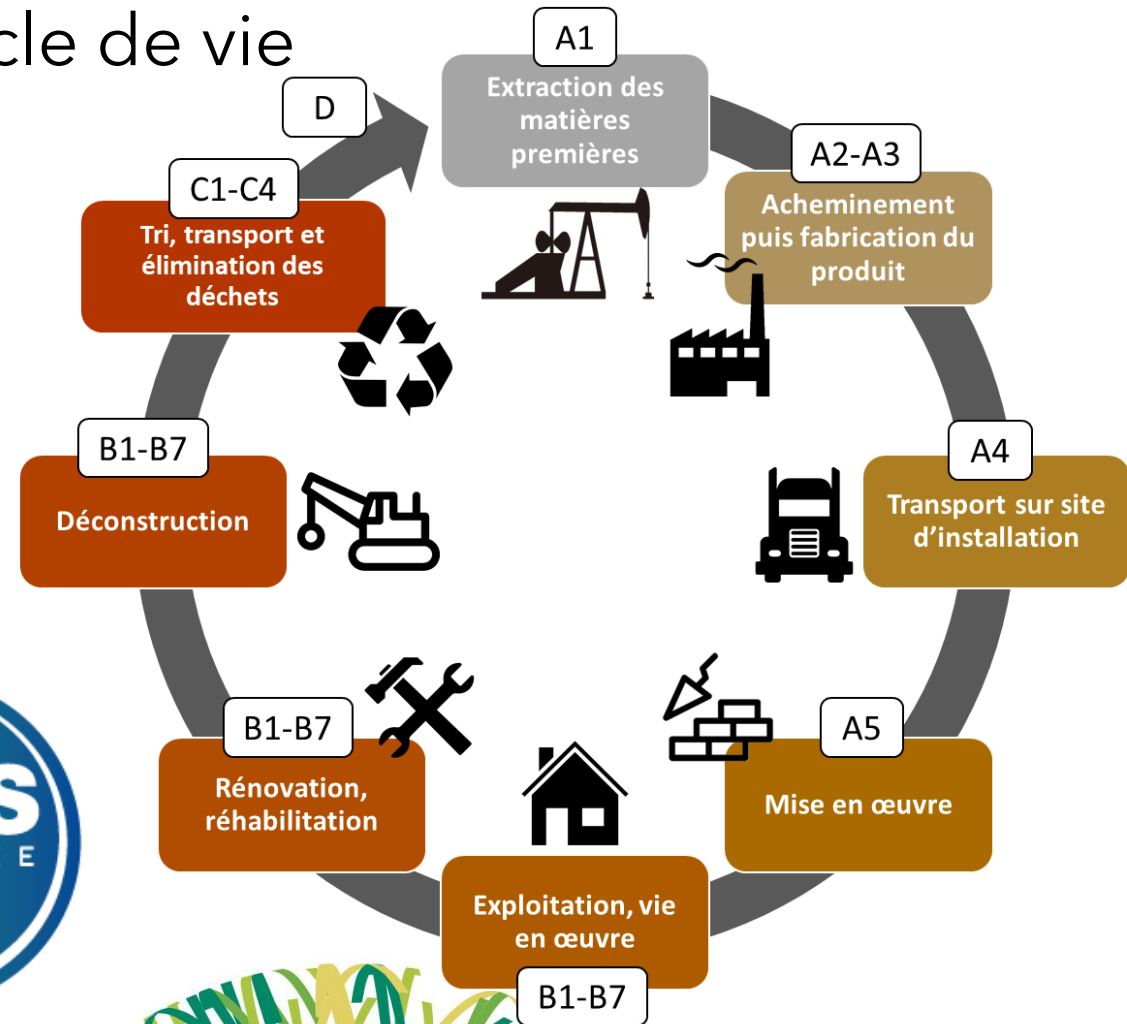 cle de vie
A1
Extraction des
matières
premières
D
A2-A3
Acheminement
puis fabrication du
produit
C1-C4
Tri, transport et
élimination des
déchets
B1-B7
Déconstruction
A4
Transport sur site
d'installation
B1-B7
Rénovation,
réhabilitation
A5
Mise en œuvre
Exploitation, vie
en œuvre
B1-B7
S
E E